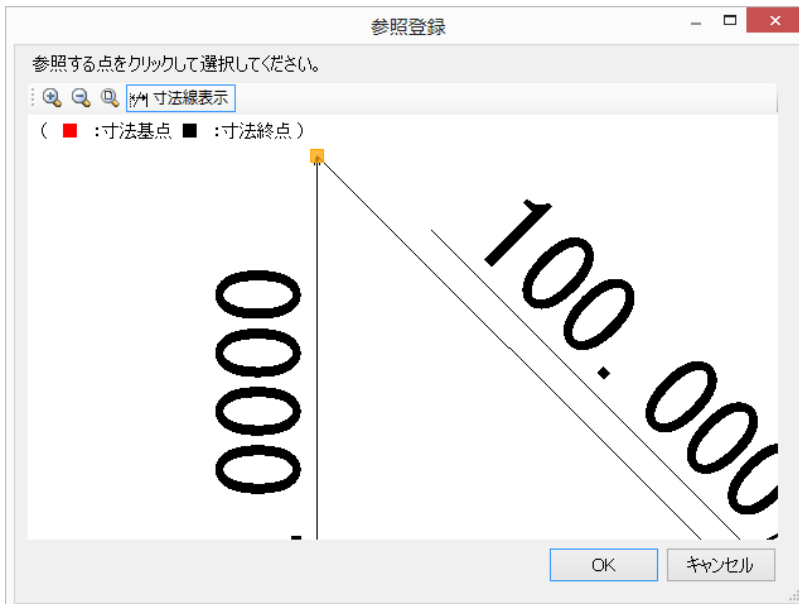 参照登録
参照する点をクリックして選択してください。
寸法線表示
( ■ :寸法基点 ■ :寸法終点 )
100.000
.0000
OK
キャンセル